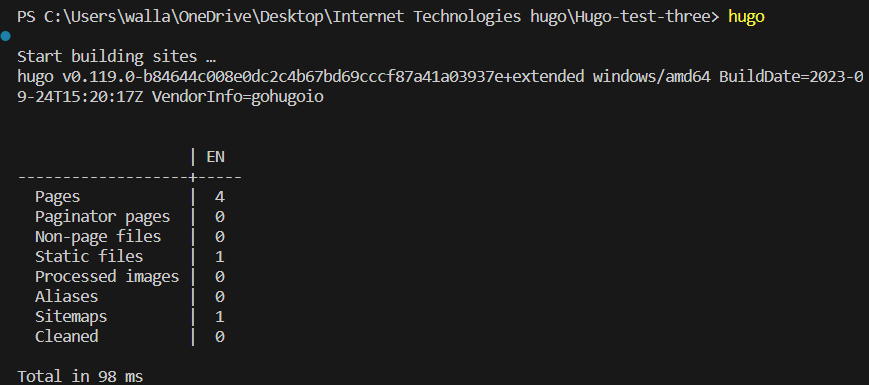 PS C:\Users\walla\OneDrive\Desktop\Internet Technologies hugo\Hugo-test-three> hugo
Start building sites …
hugo v0.119.0-b84644c008e0dc2c4b67bd69cccf87a41a03937e+extended windows/amd64 BuildDate=2023-0
9-24T15:20:17Z VendorInfo=gohugoio
| EN
-------------------+-----
Pages | 4
Paginator pages | 0
Non-page files | 0
Static files | 1
Processed images | 0
Aliases | 0
Sitemaps | 1
Cleaned | 0
Total in 98 ms